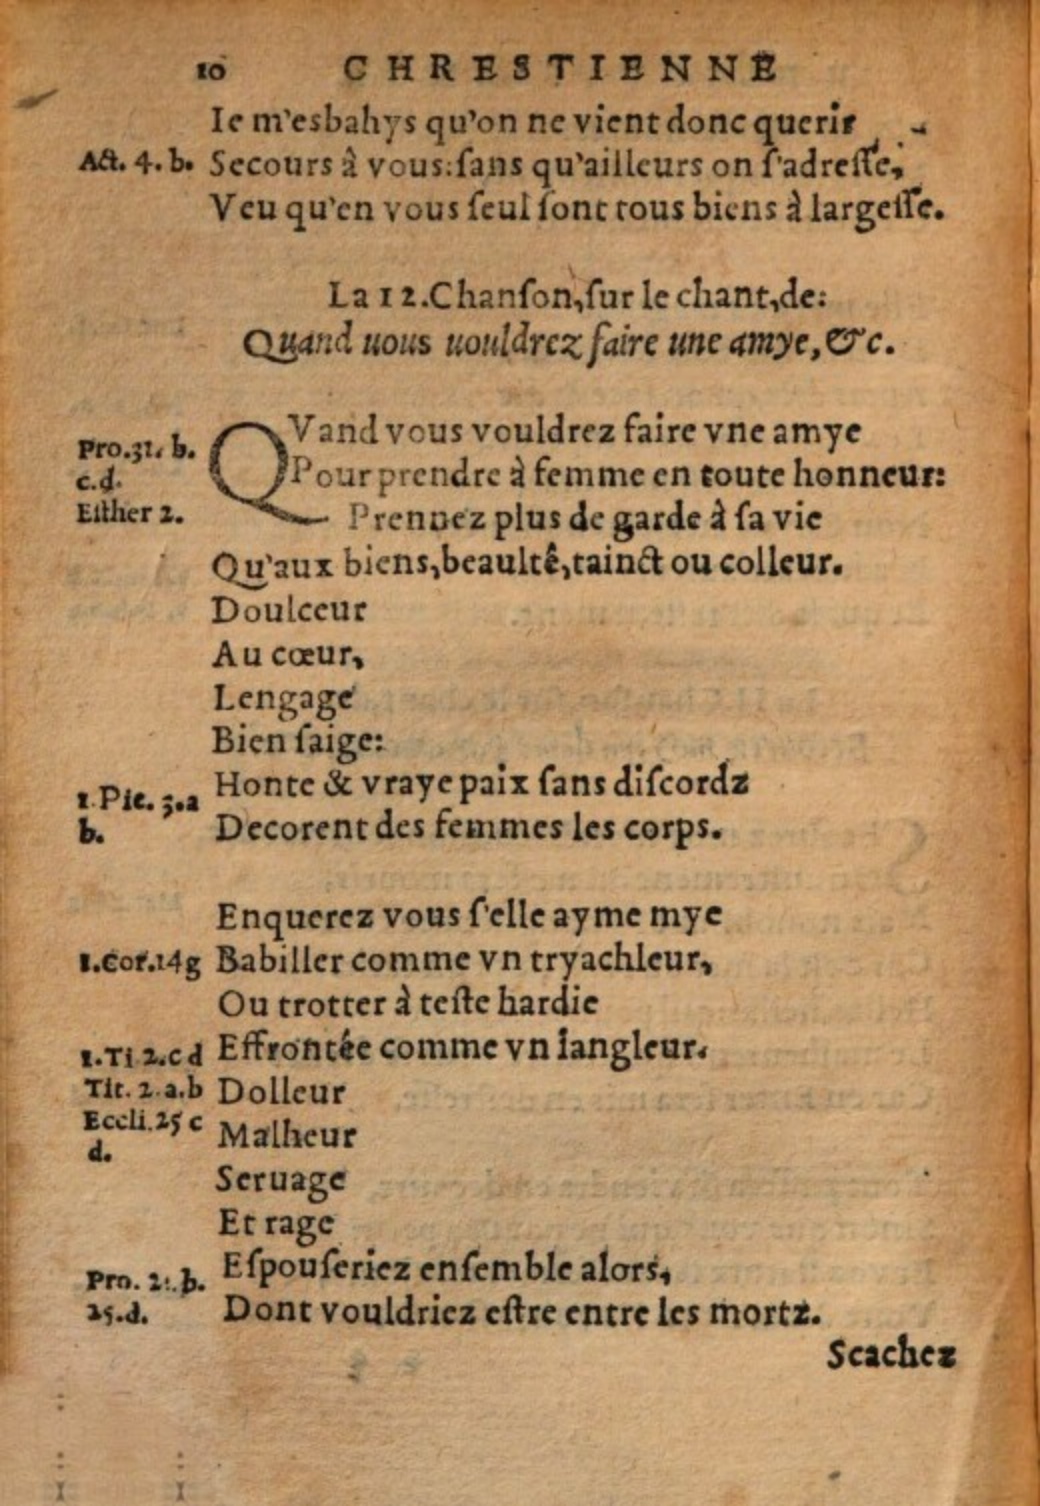 10 CHRESTIENNE
Ie m'esbahys qu'on ne vient donc querir
Act. 4. b. Secours â vous: ſans qu'ailleurs on ſ'adreſſe,
Veu qu'en vous ſeul ſont tous biens à largeſſe.
La 12. Chanſon, ſur le chant, de:
Quand uous uouldrez faire une amye, &c.
Pro. 31. b.
c.d.
Eſther 2.
QVand vous vouldrez faire vne amye
Pour prendre à femme en toute honneur:
Prennez plus de garde à ſa vie
Qu'aux biens, beaultê, tainct ou colleur.
Doulceur
Au cœur,
Lengage
Bien ſaige:
1. Pie. 3. a
b.
Honte & vraye paix ſans diſcordz
Decorent des femmes les corps.
Enquerez vous ſ'elle ayme mye
1. Cor. 14 g Babiller comme vn tryachleur,
Ou trotter à teſte hardie
1. Ti 2. c d Effrontée comme vn iangleur.
Tit. 2. a. b Dolleur
Eccli. 25 c
d.
Malheur
Seruage
Et rage
Pro. b.
25. d.
Eſpouſeriez enſemble alors,
Dont vouldriez eſtre entre les mortz.
Scachez